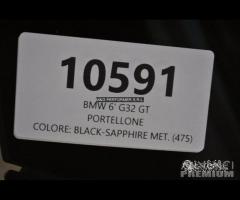 10591
BMW 6' G32 GT
PORTELLONE
COLORE: BLACK-SAPPHIRE MET. (475)
PREMIUM